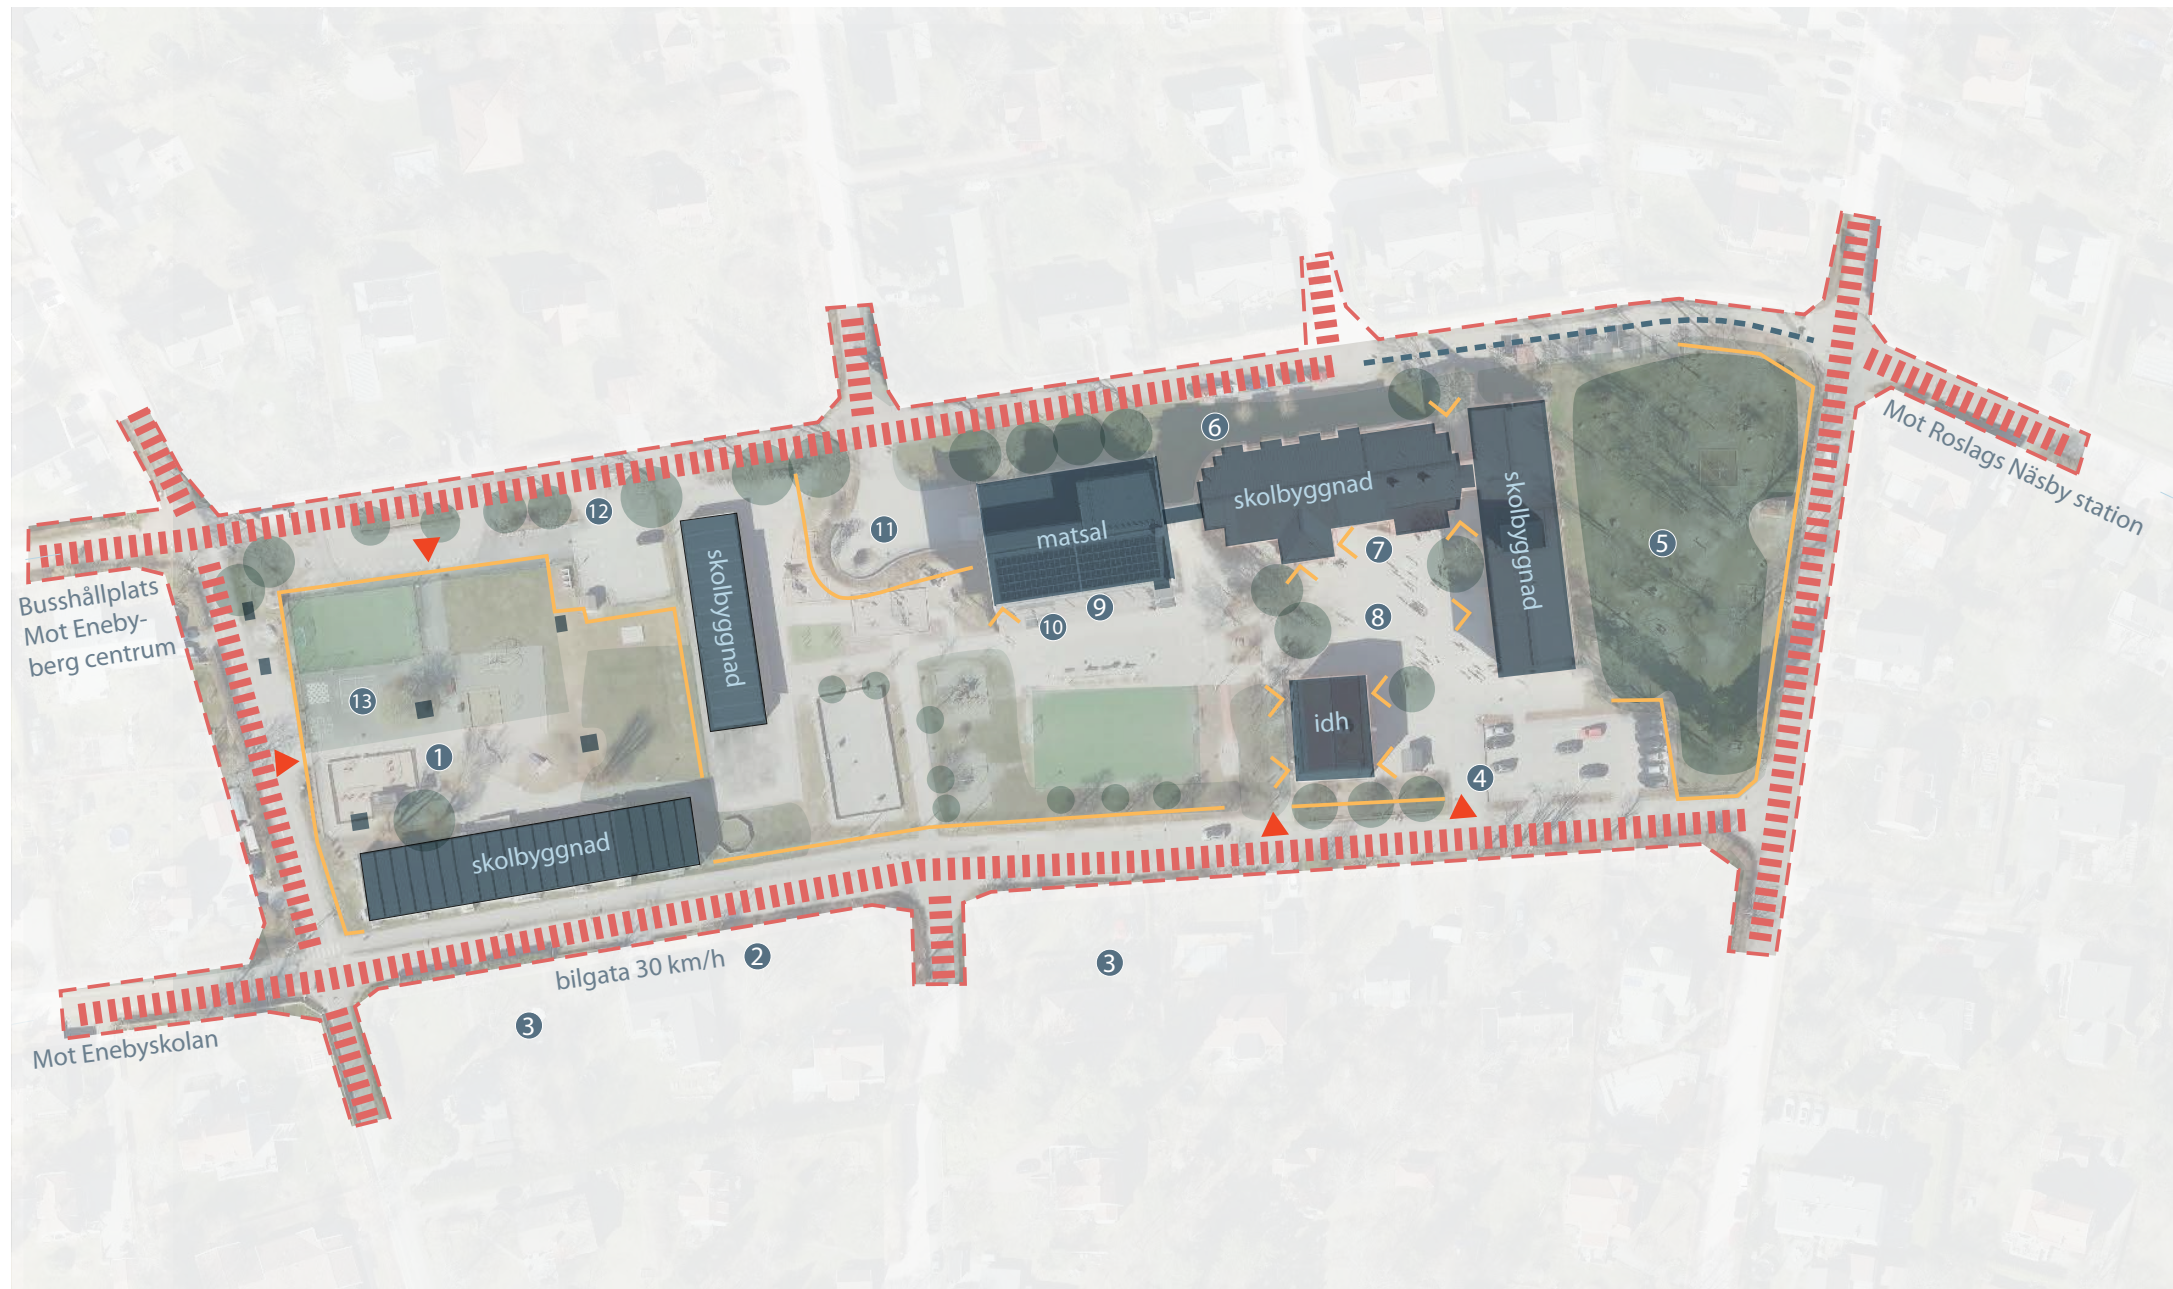 6
Mot Roslags Näsby station
skolbyggnad
skolbyggnad
12
11
matsal
7
5
skolbyggnad
Busshållplats
Mot Eneby-
berg centrum
9
10
8
13
idh
1
4
skolbyggnad
bilgata 30 km/h
2
3
3
Mot Enebyskolan